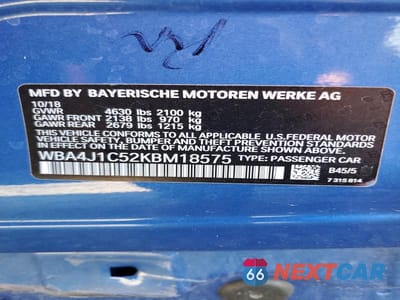 MFD BY BAYERISCHE MOTOREN WERKE AG
10/18
GVWR 4630 lbs 2100 kg
GAWR FRONT 2138 lbs 970 kg
GAWR REAR 2679 lbs 1215 kg
THIS VEHICLE CONFORMS TO ALL APPLICABLE U.S. FEDERAL MOTOR
VEHICLE SAFETY, BUMPER, AND THEFT PREVENTION STANDARDS
IN EFFECT ON THE DATE OF MANUFACTURE SHOWN ABOVE.
WBA4J1C52KBM18575 TYPE: PASSENGER CAR
B45/5
7 315 814
66 NEXTCAR